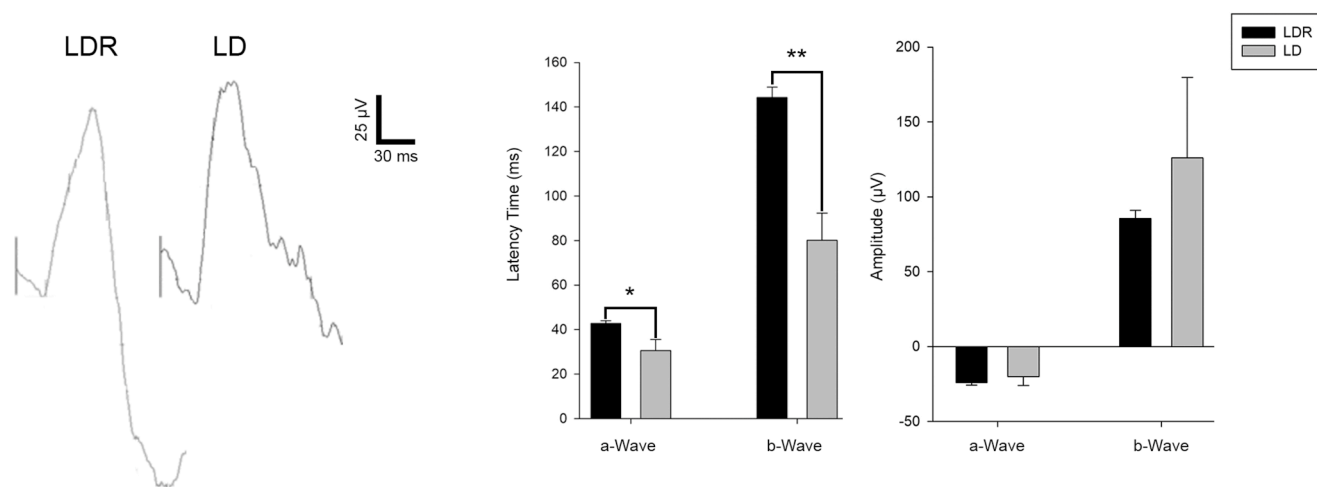 LDR
LD
25 µV
30 ms
Latency Time (ms)
160
140
120
100
80
60
40
20
0
*
**
a-Wave
b-Wave
Amplitude (µV)
200
150
100
50
0
-50
a-Wave
b-Wave
LDR
LD